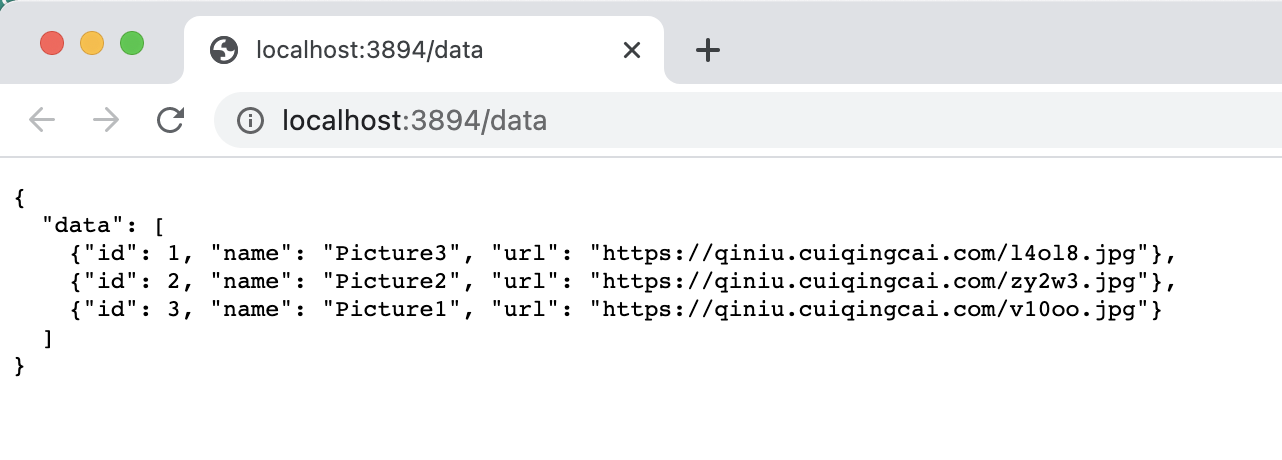 localhost:3894/data
localhost:3894/data
{
  "data": [
    {"id": 1, "name": "Picture3", "url": "https://qiniu.cuiqingcai.com/l4ol8.jpg"},
    {"id": 2, "name": "Picture2", "url": "https://qiniu.cuiqingcai.com/zy2w3.jpg"},
    {"id": 3, "name": "Picture1", "url": "https://qiniu.cuiqingcai.com/v10oo.jpg"}
  ]
}